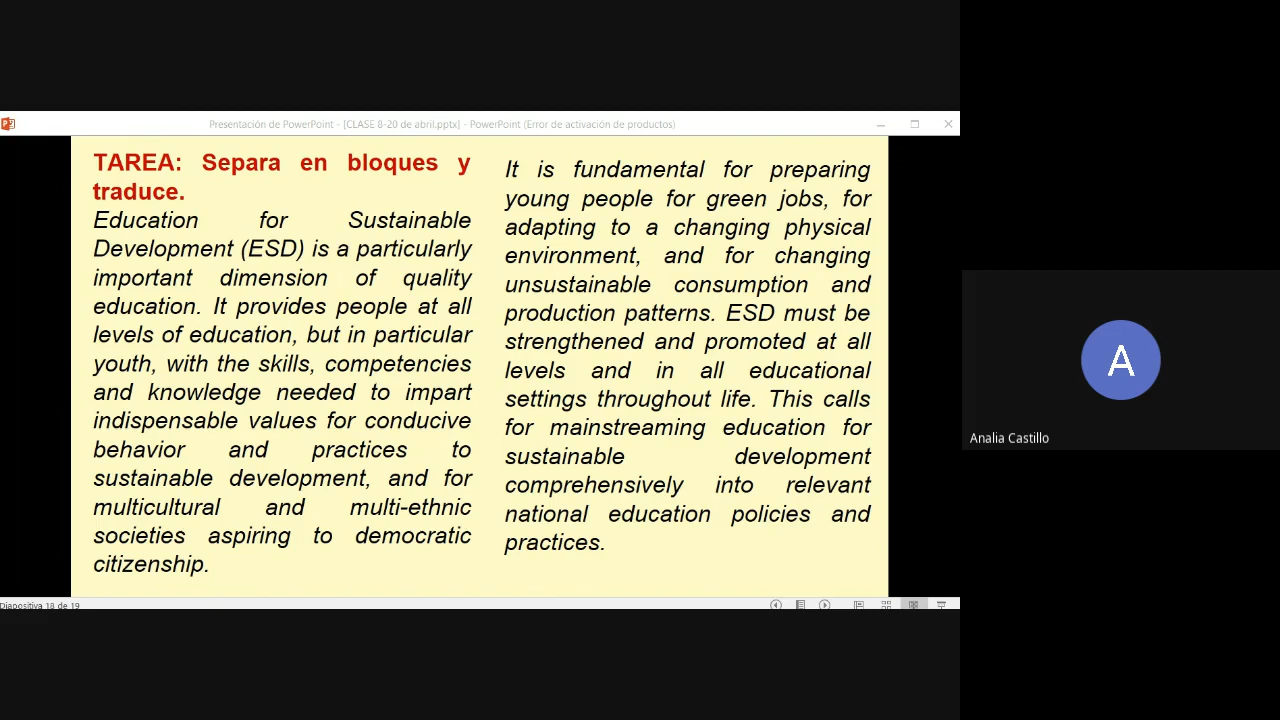 Presentación de PowerPoint - [CLASE 8-20 de abril.pptx] - PowerPoint (Error de activación de productos)
TAREA: Separa en bloques y
traduce.
Education for Sustainable
Development (ESD) is a particularly
important dimension of quality
education. It provides people at all
levels of education, but in particular
youth, with the skills, competencies
and knowledge needed to impart
indispensable values for conducive
behavior and practices to
sustainable development, and for
multicultural and multi-ethnic
societies aspiring to democratic
citizenship.
It is fundamental for preparing
young people for green jobs, for
adapting to a changing physical
environment, and for changing
unsustainable consumption and
production patterns. ESD must be
strengthened and promoted at all
levels and in all educational
settings throughout life. This calls
for mainstreaming education for
sustainable development
comprehensively into relevant
national education policies and
practices.
Diapositiva 18 de 19
A
Analia Castillo